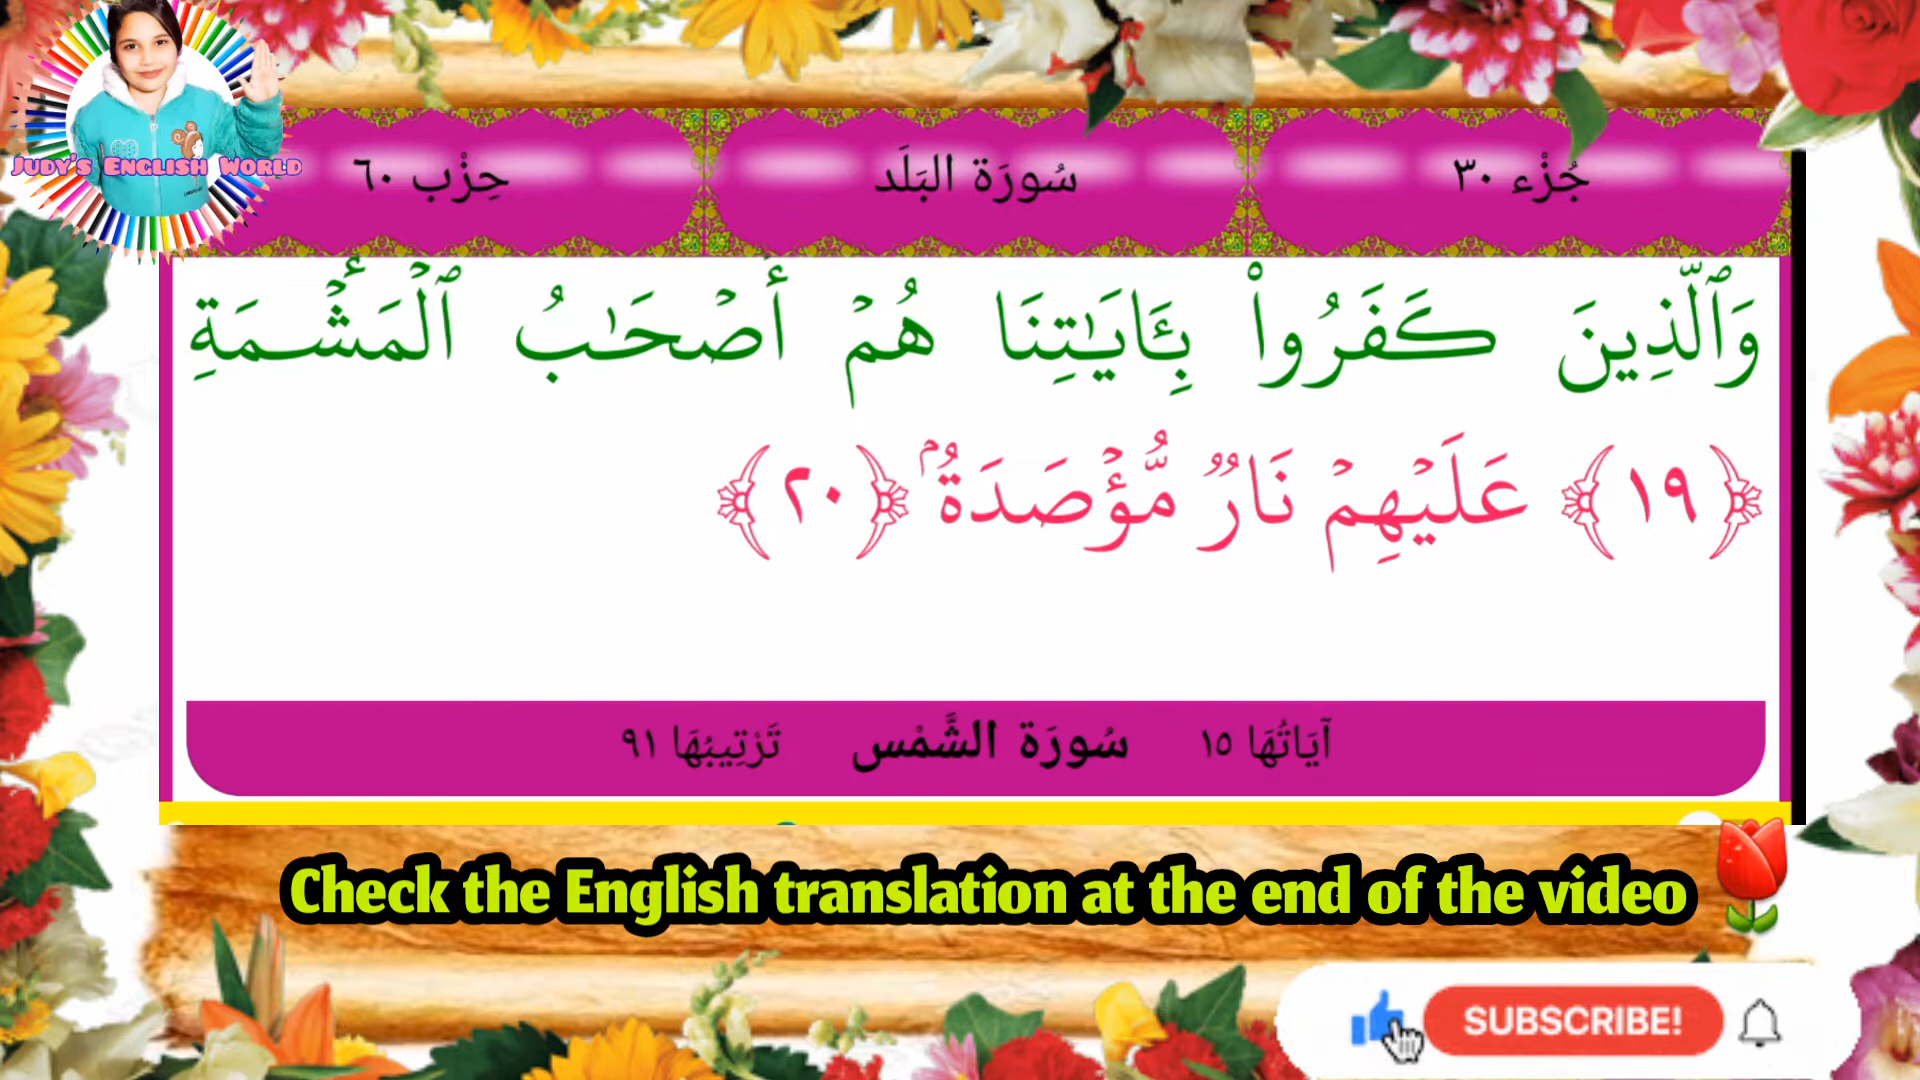 Judy's English World
جُزْء ٣٠
سُورَة البَلَد
حِزْب ٦٠
وَٱلَّذِينَ كَفَرُواْ بِـَٔايَـٰتِنَا هُمۡ أَصۡحَـٰبُ ٱلۡمَشۡـَٔمَةِ
﴿١٩﴾ عَلَيۡهِمۡ نَارࣱ مُّؤۡصَدَةُۢ ﴿٢٠﴾
آيَاتُهَا ١٥ سُورَة الشَّمْس تَرْتِيبُهَا ٩١
Check the English translation at the end of the video
SUBSCRIBE!